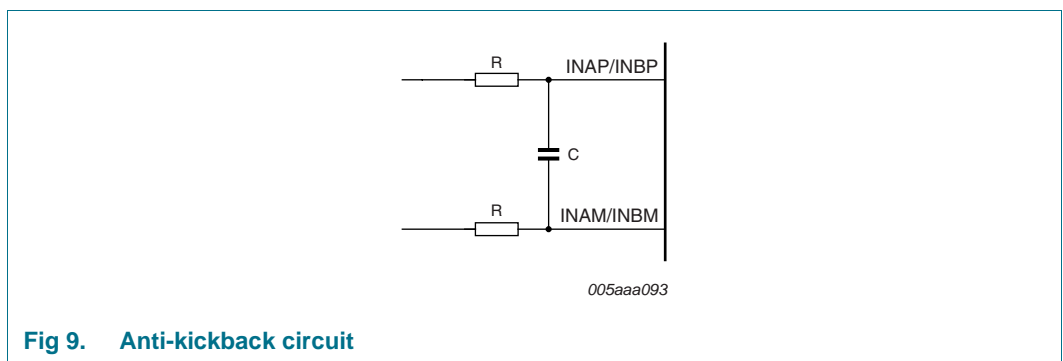 R
INAP/INBP
C
R
INAM/INBM
005aaa093
Fig 9. Anti-kickback circuit